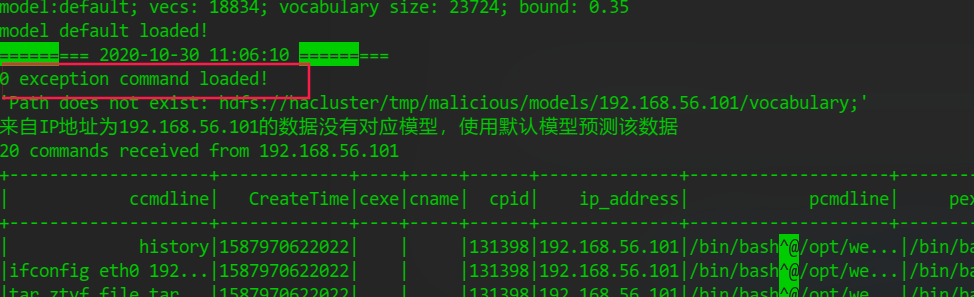 model:default; vecs: 18834; vocabulary size: 23724; bound: 0.35
model default loaded!
========= 2020-10-30 11:06:10 =========
0 exception command loaded!
'Path does not exist: hdfs://hacluster/tmp/malicious/models/192.168.56.101/vocabulary;'
来自IP地址为192.168.56.101的数据没有对应模型，使用默认模型预测该数据
20 commands received from 192.168.56.101
+--------------------+-------------+----+-----+------+--------------+--------------------+--------
| ccmdline| CreateTime|cexe|cname| cpid| ip_address| pcmdline| pex
+--------------------+-------------+----+-----+------+--------------+--------------------+--------
| history|1587970622022| | |131398|192.168.56.101|/bin/bash^@/opt/we...|/bin/ba
|ifconfig eth0 192...|1587970622022| | |131398|192.168.56.101|/bin/bash^@/opt/we...|/bin/ba
|tar ztvf file.tar...|1587970622022| | |131398|192.168.56.101|/bin/bash^@/opt/we...|/bin/ba